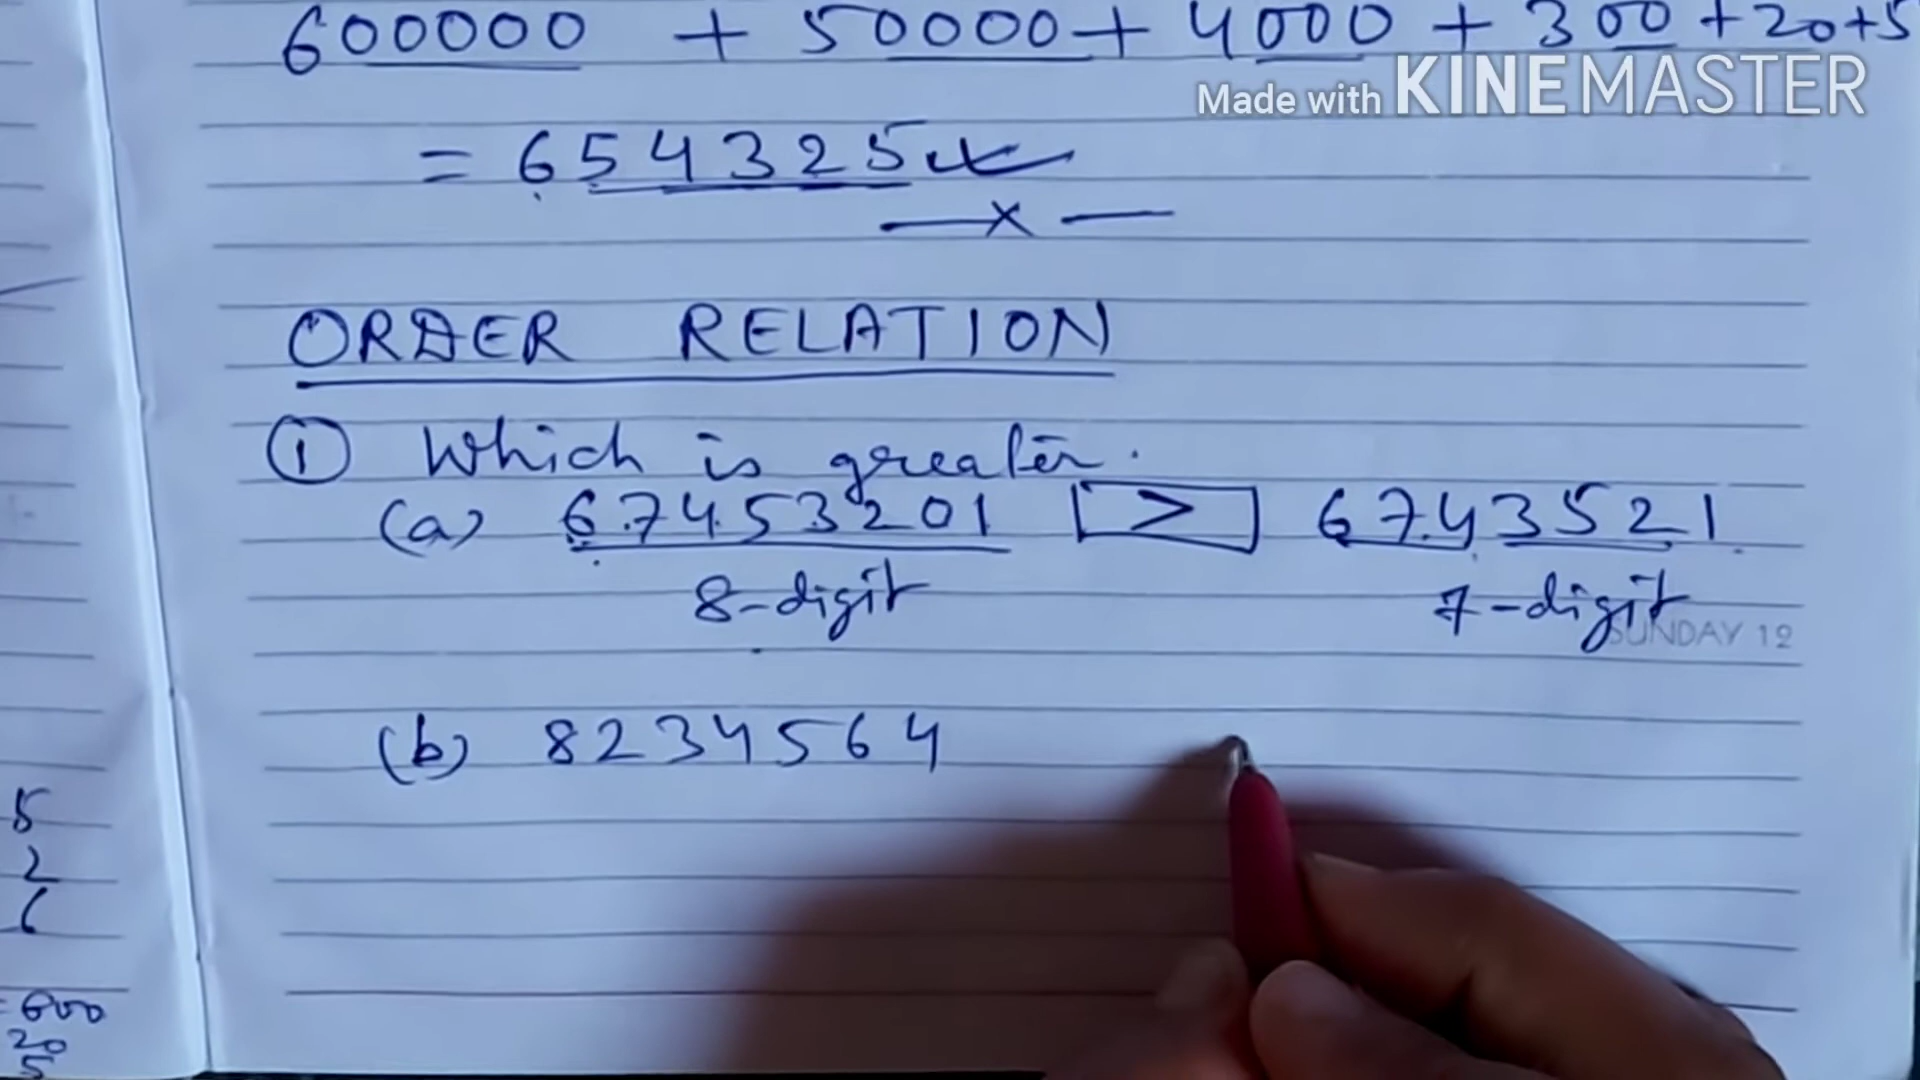 600000 + 50000 + 4000 + 300 + 20 + 5
Made with KINEMASTER
= 654325
— x —
ORDER RELATION
① Which is greater.
(a) 67453201 > 6743521
8-digit 7-digit
SUNDAY 12
(b) 8234564
5
2
6
= 600
20
5